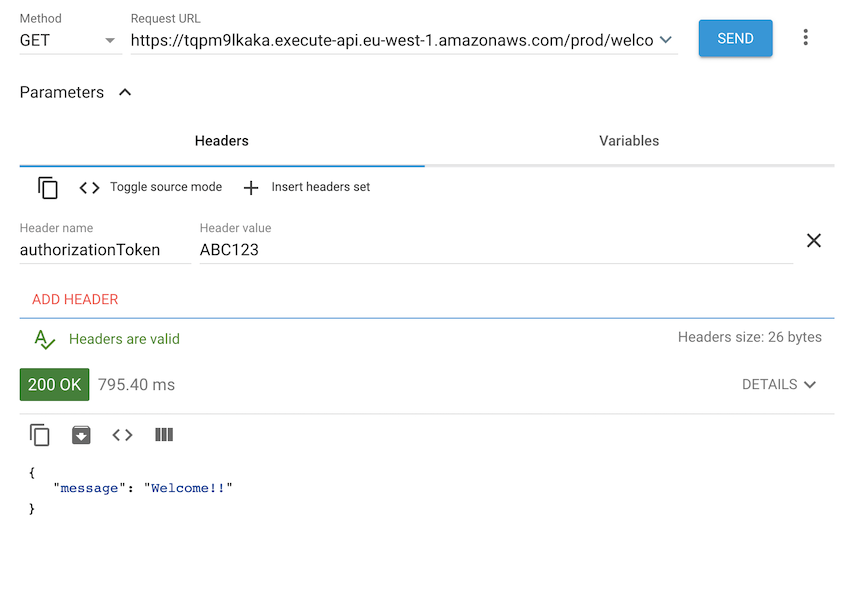 Method Request URL
GET https://tqpm9lkaka.execute-api.eu-west-1.amazonaws.com/prod/welco SEND
Parameters
Headers Variables
Toggle source mode Insert headers set
Header name Header value
authorizationToken ABC123
ADD HEADER
Headers are valid Headers size: 26 bytes
200 OK 795.40 ms DETAILS
{
"message": "Welcome!!"
}